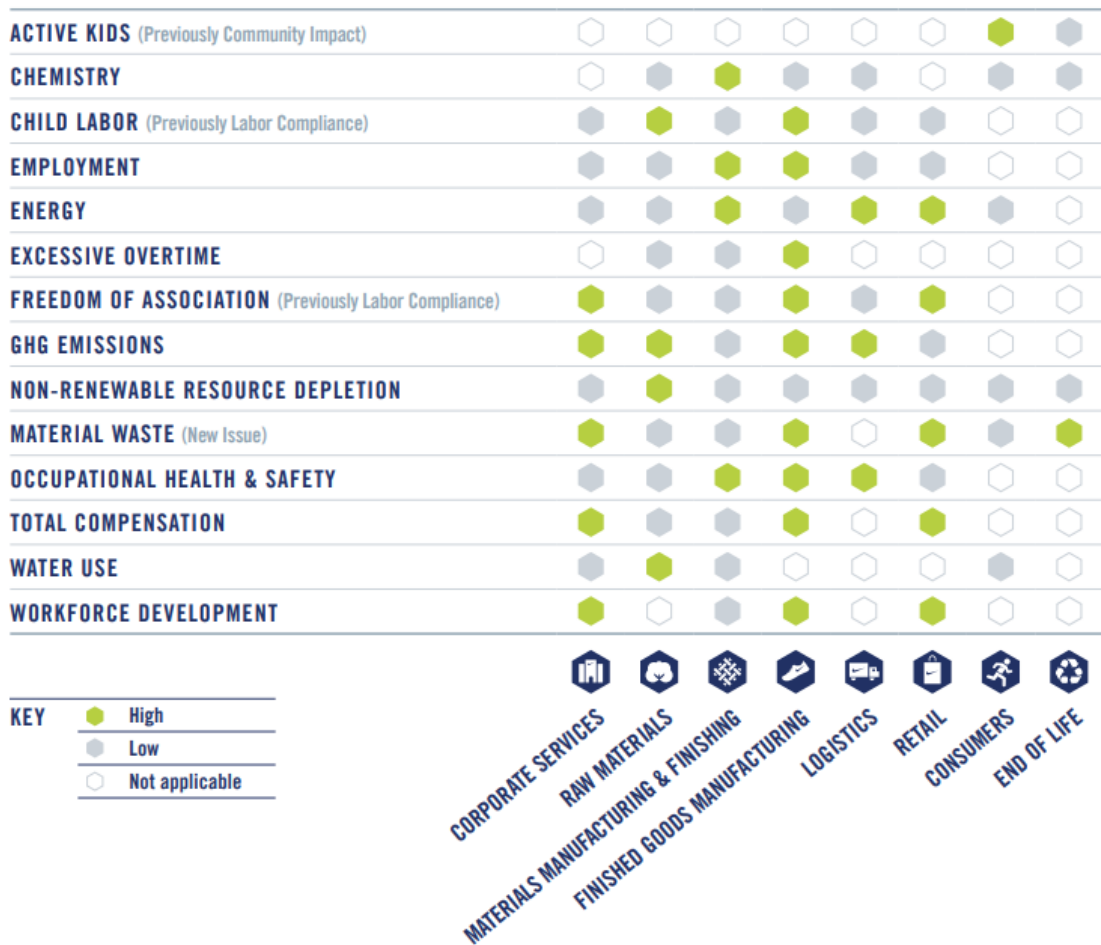 ACTIVE KIDS (Previously Community Impact)
CHEMISTRY
CHILD LABOR (Previously Labor Compliance)
EMPLOYMENT
ENERGY
EXCESSIVE OVERTIME
FREEDOM OF ASSOCIATION (Previously Labor Compliance)
GHG EMISSIONS
NON-RENEWABLE RESOURCE DEPLETION
MATERIAL WASTE (New Issue)
OCCUPATIONAL HEALTH & SAFETY
TOTAL COMPENSATION
WATER USE
WORKFORCE DEVELOPMENT
KEY
High
Low
Not applicable
CORPORATE SERVICES
RAW MATERIALS
MATERIALS MANUFACTURING & FINISHING
FINISHED GOODS MANUFACTURING
LOGISTICS
RETAIL
CONSUMERS
END OF LIFE